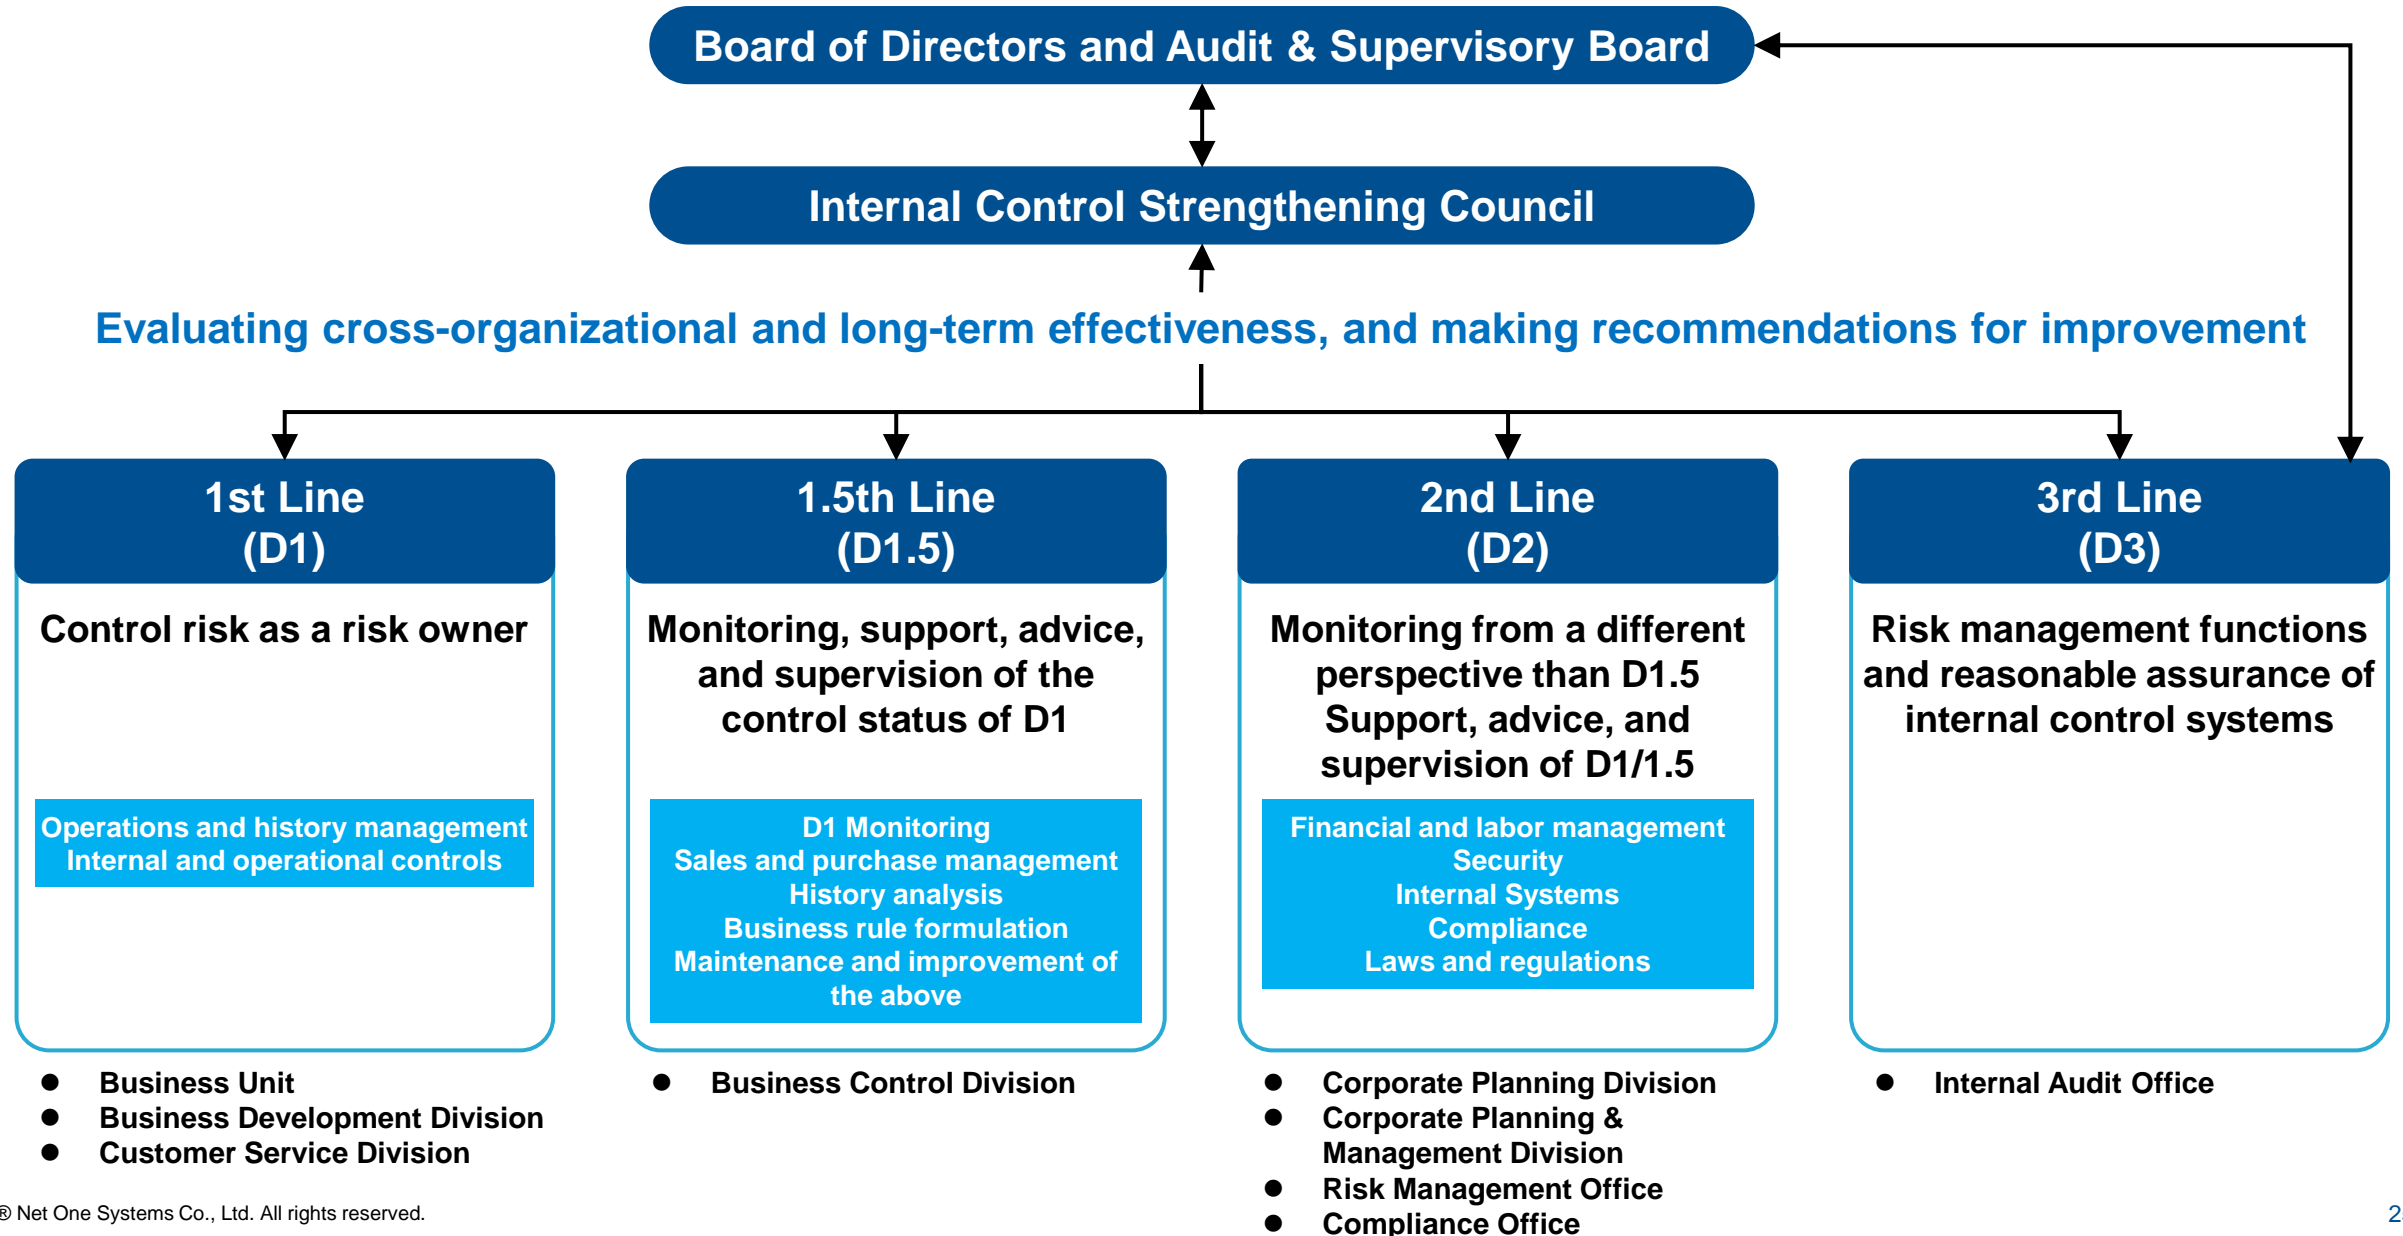 Board of Directors and Audit & Supervisory Board
Internal Control Strengthening Council
Evaluating cross-organizational and long-term effectiveness, and making recommendations for improvement
1st Line
(D1)
Control risk as a risk owner
Operations and history management
Internal and operational controls
● Business Unit
● Business Development Division
● Customer Service Division
1.5th Line
(D1.5)
Monitoring, support, advice,
and supervision of the
control status of D1
D1 Monitoring
Sales and purchase management
History analysis
Business rule formulation
Maintenance and improvement of
the above
● Business Control Division
2nd Line
(D2)
Monitoring from a different
perspective than D1.5
Support, advice, and
supervision of D1/1.5
Financial and labor management
Security
Internal Systems
Compliance
Laws and regulations
● Corporate Planning Division
● Corporate Planning &
Management Division
● Risk Management Office
● Compliance Office
3rd Line
(D3)
Risk management functions
and reasonable assurance of
internal control systems
● Internal Audit Office
® Net One Systems Co., Ltd. All rights reserved.